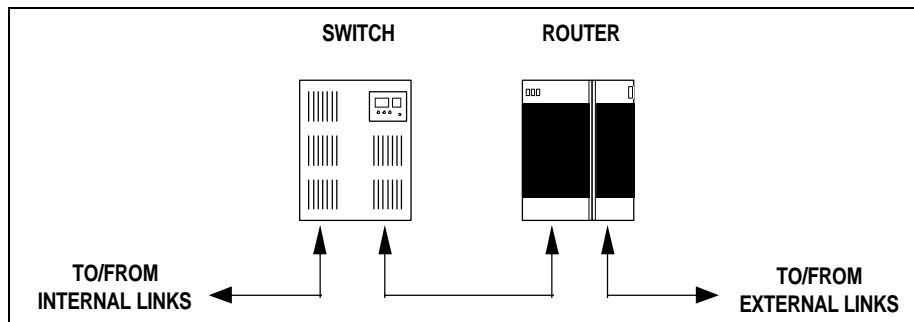 SWITCH
ROUTER
TO/FROM
INTERNAL LINKS
TO/FROM
EXTERNAL LINKS